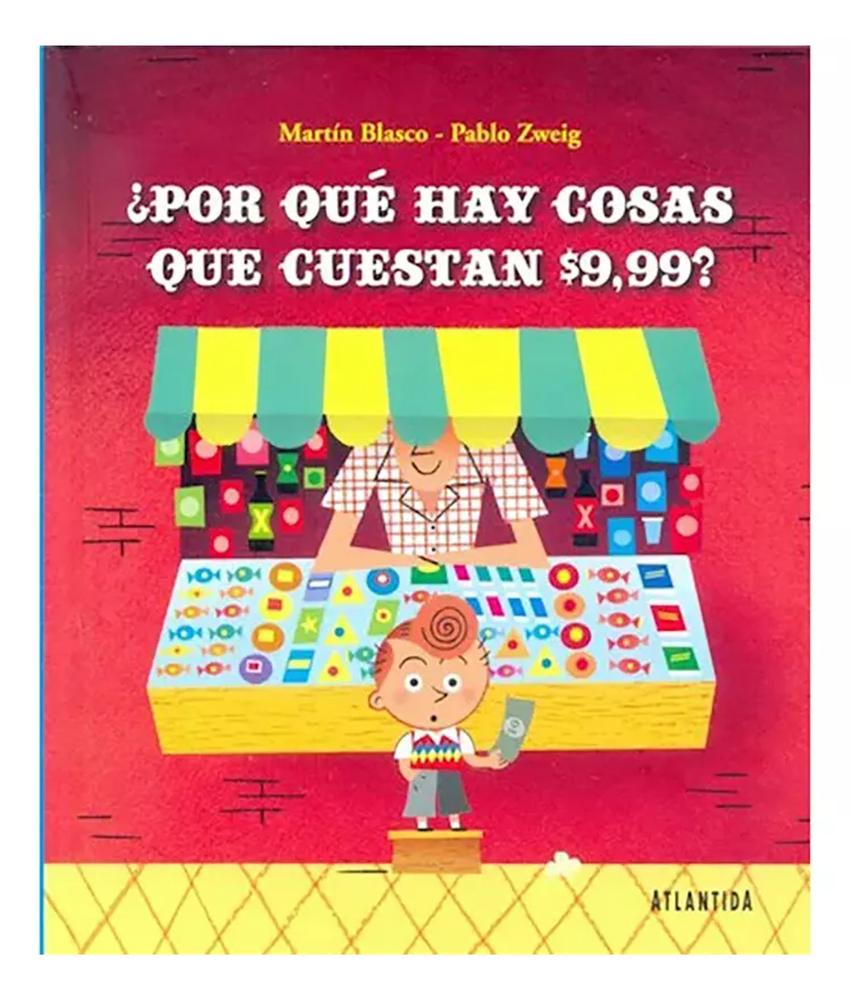 Martín Blasco - Pablo Zweig
¿POR QUÉ HAY COSAS
QUE CUESTAN $9,99?
X
X
ATLANTIDA